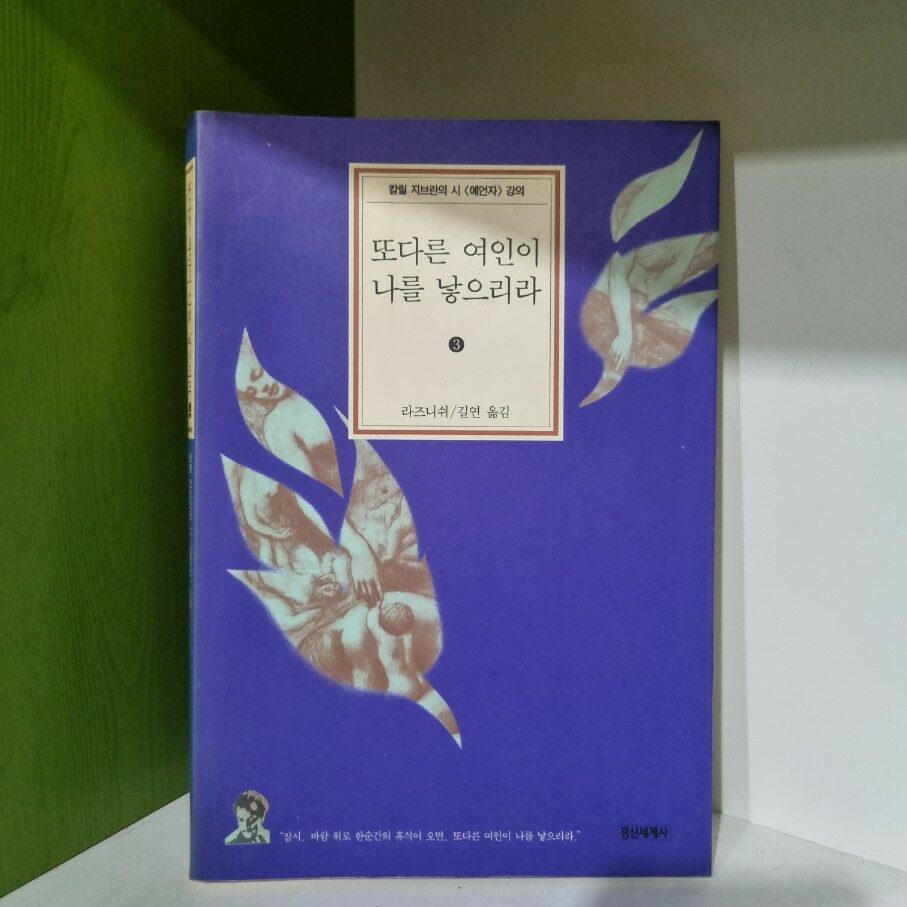 칼릴 지브란의 시 《예언자》 강의
또다른 여인이
나를 낳으리라
3
라즈니쉬/길연 옮김
"잠시, 바람 위로 한순간의 휴식이 오면, 또다른 여인이 나를 낳으리라."
정신세계사